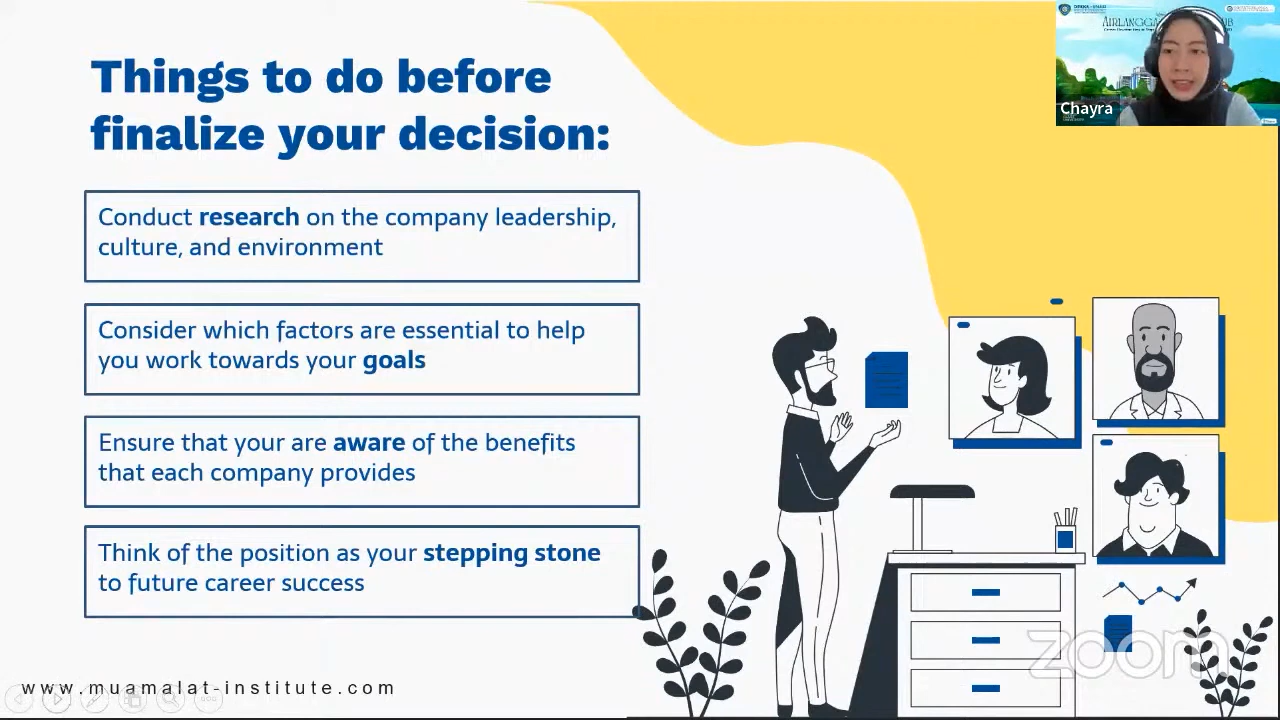 Things to do before
finalize your decision:
Conduct research on the company leadership,
culture, and environment
Consider which factors are essential to help
you work towards your goals
Ensure that your are aware of the benefits
that each company provides
Think of the position as your stepping stone
to future career success
www.muamalat-institute.com
AIRLANGGA
Chayra
zoom